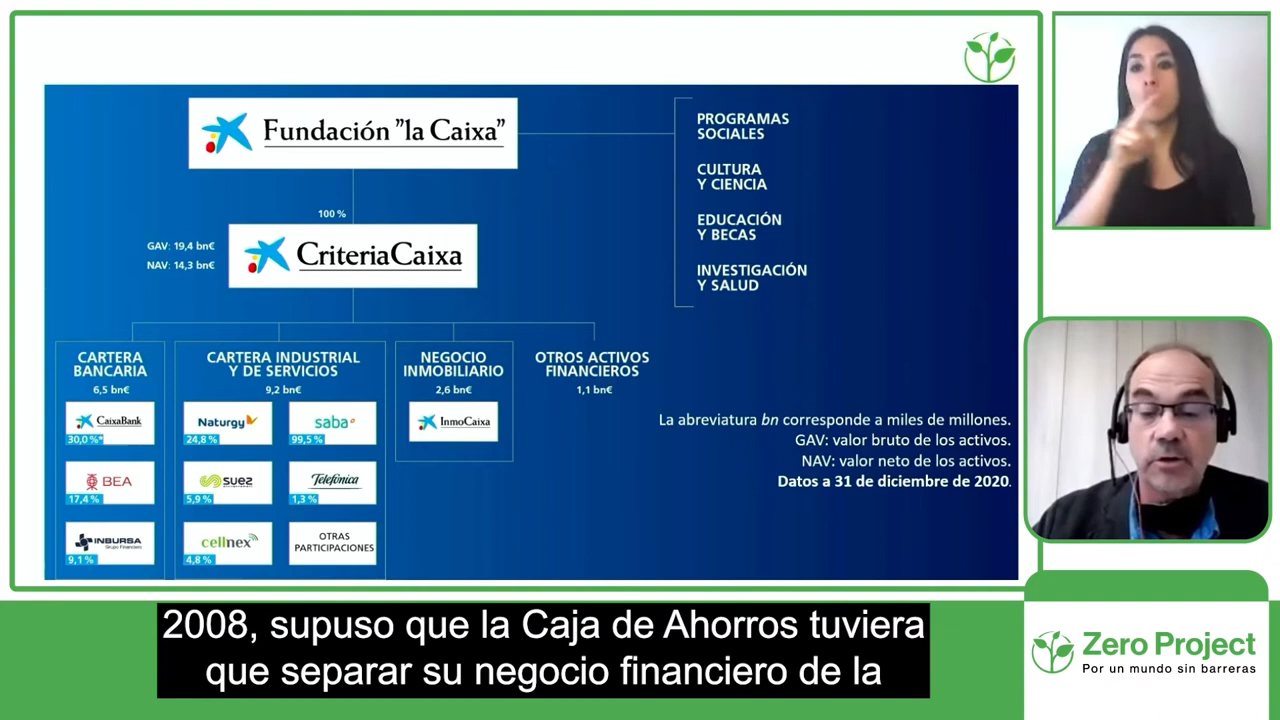 Fundación ”la Caixa”
PROGRAMAS
SOCIALES
CULTURA
Y CIENCIA
EDUCACIÓN
Y BECAS
INVESTIGACIÓN
Y SALUD
100 %
GAV: 19,4 bn€
NAV: 14,3 bn€
CriteriaCaixa
CARTERA
BANCARIA
6,5 bn€
CaixaBank
30,0 %*
BEA
17,4 %
INBURSA
Grupo Financiero
9,1 %
CARTERA INDUSTRIAL
Y DE SERVICIOS
9,2 bn€
Naturgy
24,8 %
saba
99,5 %
suez
5,9 %
Telefónica
1,3 %
cellnex
4,8 %
OTRAS
PARTICIPACIONES
NEGOCIO
INMOBILIARIO
2,6 bn€
InmoCaixa
OTROS ACTIVOS
FINANCIEROS
1,1 bn€
La abreviatura bn corresponde a miles de millones.
GAV: valor bruto de los activos.
NAV: valor neto de los activos.
Datos a 31 de diciembre de 2020.
2008, supuso que la Caja de Ahorros tuviera
que separar su negocio financiero de la
Zero Project
Por un mundo sin barreras